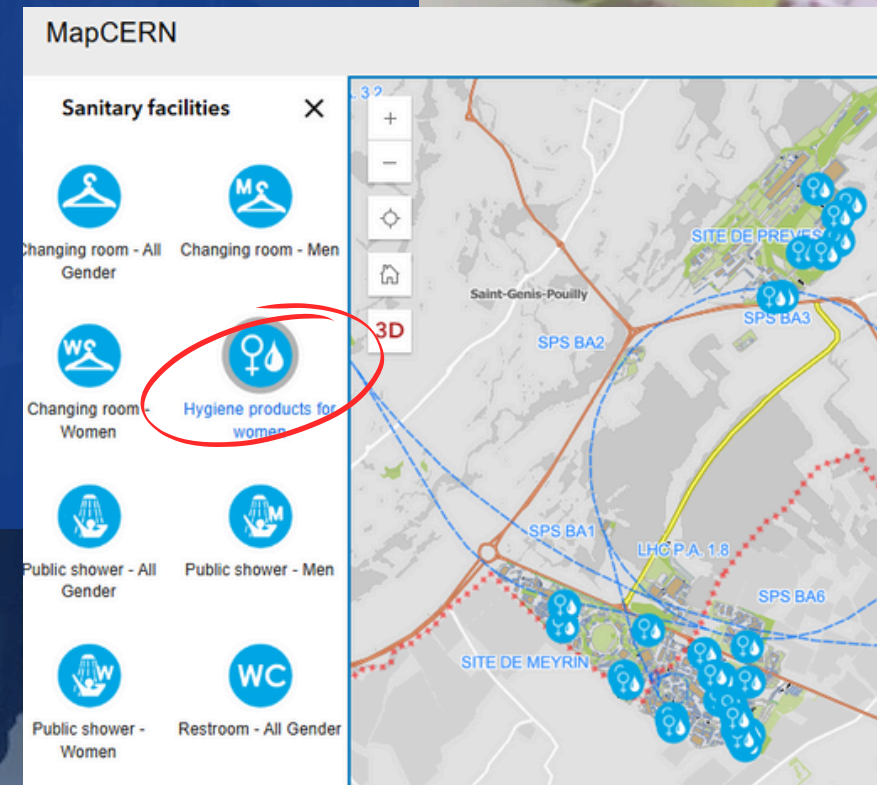 MapCERN
Sanitary facilities
Changing room - All
Gender
Changing room - Men
Changing room -
Women
Hygiene products for
women
Public shower - All
Gender
Public shower - Men
Public shower -
Women
Restroom - All Gender
M
W
M
W
WC
3D
SITE DE PREVES
Saint-Genis-Pouilly
SPS BA3
SPS BA2
SPS BA1
LHC P.A. 1.8
SPS BA6
SITE DE MEYRIN